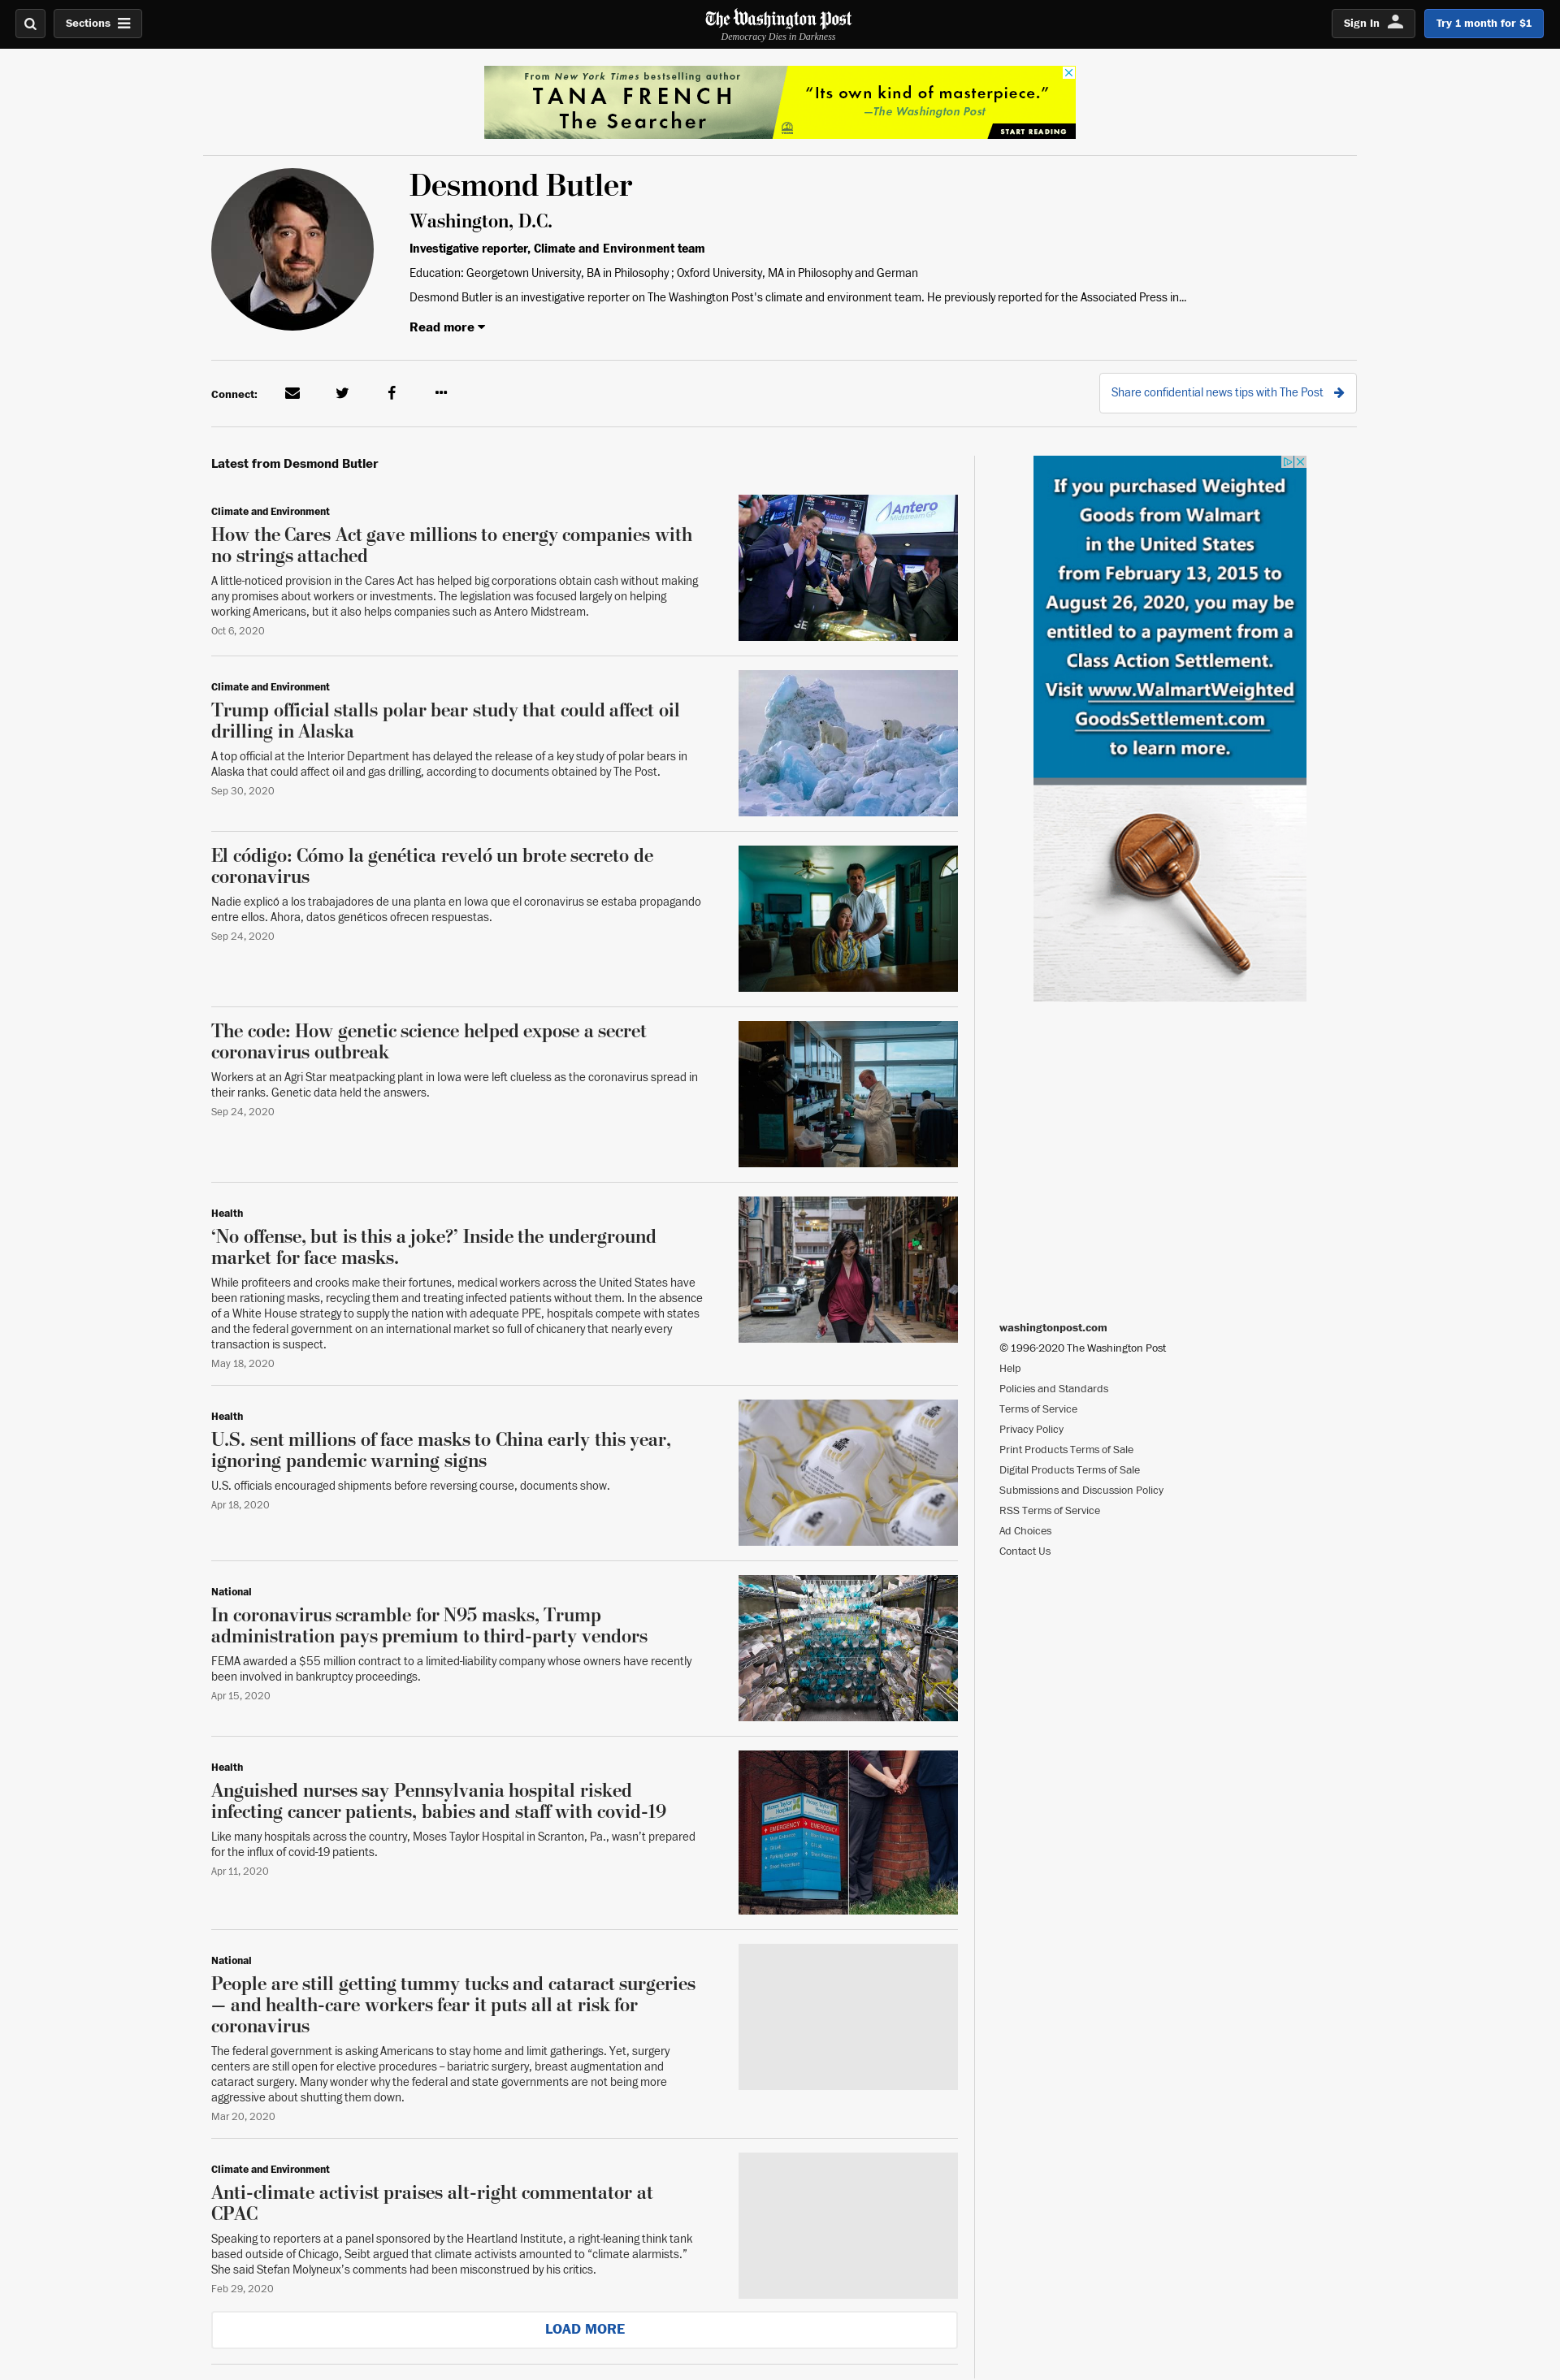 Sections
The Washington Post
Democracy Dies in Darkness
Sign In
Try 1 month for $1
From New York Times bestselling author
TANA FRENCH
The Searcher
“Its own kind of masterpiece.”
—The Washington Post
START READING
Desmond Butler
Washington, D.C.
Investigative reporter, Climate and Environment team
Education: Georgetown University, BA in Philosophy ; Oxford University, MA in Philosophy and German
Desmond Butler is an investigative reporter on The Washington Post's climate and environment team. He previously reported for the Associated Press in...
Read more
Connect:
Share confidential news tips with The Post
Latest from Desmond Butler
Climate and Environment
How the Cares Act gave millions to energy companies with
no strings attached
A little-noticed provision in the Cares Act has helped big corporations obtain cash without making
any promises about workers or investments. The legislation was focused largely on helping
working Americans, but it also helps companies such as Antero Midstream.
Oct 6, 2020
Antero
Midstream GP
Climate and Environment
Trump official stalls polar bear study that could affect oil
drilling in Alaska
A top official at the Interior Department has delayed the release of a key study of polar bears in
Alaska that could affect oil and gas drilling, according to documents obtained by The Post.
Sep 30, 2020
El código: Cómo la genética reveló un brote secreto de
coronavirus
Nadie explicó a los trabajadores de una planta en Iowa que el coronavirus se estaba propagando
entre ellos. Ahora, datos genéticos ofrecen respuestas.
Sep 24, 2020
The code: How genetic science helped expose a secret
coronavirus outbreak
Workers at an Agri Star meatpacking plant in Iowa were left clueless as the coronavirus spread in
their ranks. Genetic data held the answers.
Sep 24, 2020
Health
‘No offense, but is this a joke?’ Inside the underground
market for face masks.
While profiteers and crooks make their fortunes, medical workers across the United States have
been rationing masks, recycling them and treating infected patients without them. In the absence
of a White House strategy to supply the nation with adequate PPE, hospitals compete with states
and the federal government on an international market so full of chicanery that nearly every
transaction is suspect.
May 18, 2020
Health
U.S. sent millions of face masks to China early this year,
ignoring pandemic warning signs
U.S. officials encouraged shipments before reversing course, documents show.
Apr 18, 2020
National
In coronavirus scramble for N95 masks, Trump
administration pays premium to third-party vendors
FEMA awarded a $55 million contract to a limited-liability company whose owners have recently
been involved in bankruptcy proceedings.
Apr 15, 2020
Health
Anguished nurses say Pennsylvania hospital risked
infecting cancer patients, babies and staff with covid-19
Like many hospitals across the country, Moses Taylor Hospital in Scranton, Pa., wasn’t prepared
for the influx of covid-19 patients.
Apr 11, 2020
EMERGENCY
EMERGENCY
National
People are still getting tummy tucks and cataract surgeries
— and health-care workers fear it puts all at risk for
coronavirus
The federal government is asking Americans to stay home and limit gatherings. Yet, surgery
centers are still open for elective procedures – bariatric surgery, breast augmentation and
cataract surgery. Many wonder why the federal and state governments are not being more
aggressive about shutting them down.
Mar 20, 2020
Climate and Environment
Anti-climate activist praises alt-right commentator at
CPAC
Speaking to reporters at a panel sponsored by the Heartland Institute, a right-leaning think tank
based outside of Chicago, Seibt argued that climate activists amounted to “climate alarmists.”
She said Stefan Molyneux’s comments had been misconstrued by his critics.
Feb 29, 2020
LOAD MORE
If you purchased Weighted
Goods from Walmart
in the United States
from February 13, 2015 to
August 26, 2020, you may be
entitled to a payment from a
Class Action Settlement.
Visit www.WalmartWeighted
GoodsSettlement.com
to learn more.
washingtonpost.com
© 1996-2020 The Washington Post
Help
Policies and Standards
Terms of Service
Privacy Policy
Print Products Terms of Sale
Digital Products Terms of Sale
Submissions and Discussion Policy
RSS Terms of Service
Ad Choices
Contact Us